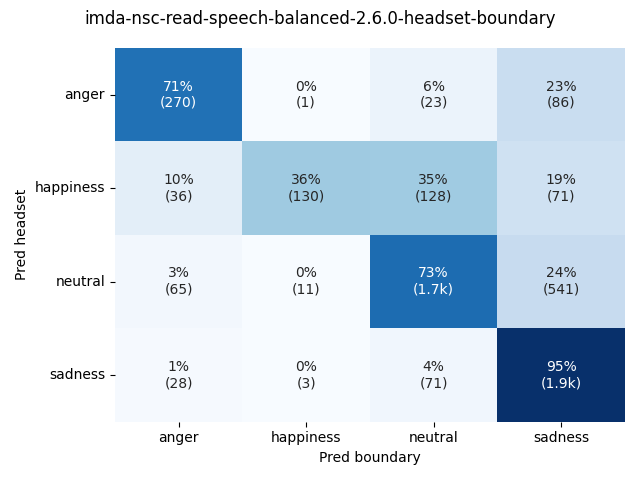 imda-nsc-read-speech-balanced-2.6.0-headset-boundary
Pred headset
anger
71%
(270)
0%
(1)
6%
(23)
23%
(86)
happiness
10%
(36)
36%
(130)
35%
(128)
19%
(71)
neutral
3%
(65)
0%
(11)
73%
(1.7k)
24%
(541)
sadness
1%
(28)
0%
(3)
4%
(71)
95%
(1.9k)
anger
happiness
neutral
sadness
Pred boundary